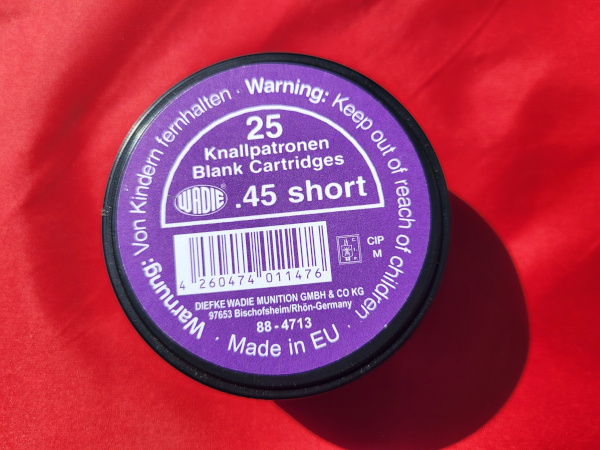 Warnung: Von Kindern fernhalten · Warning: Keep out of reach of children · Made in EU ·
25
Knallpatronen
Blank Cartridges
WADIE ® .45 short
4 260474 011476
CIP
M
DIEFKE WADIE MUNITION GMBH & CO KG
97653 Bischofsheim/Rhön-Germany
88-4713